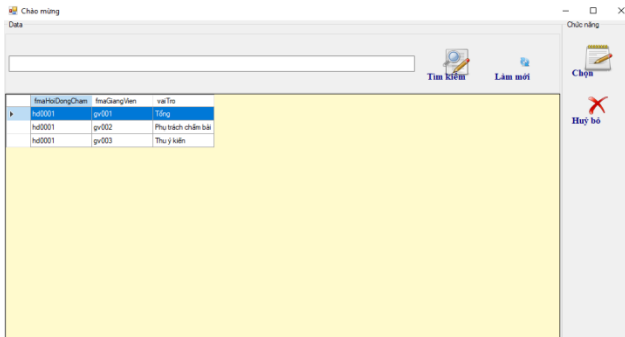 Chào mừng
Data
Chức năng
Tìm kiếm
Làm mới
Chọn
Huỷ bỏ
fmaHoiDongCham fmaGiangVien vaiTro
hd0001 gv001 Tổng
hd0001 gv002 Phụ trách chấm bài
hd0001 gv003 Thu ý kiến